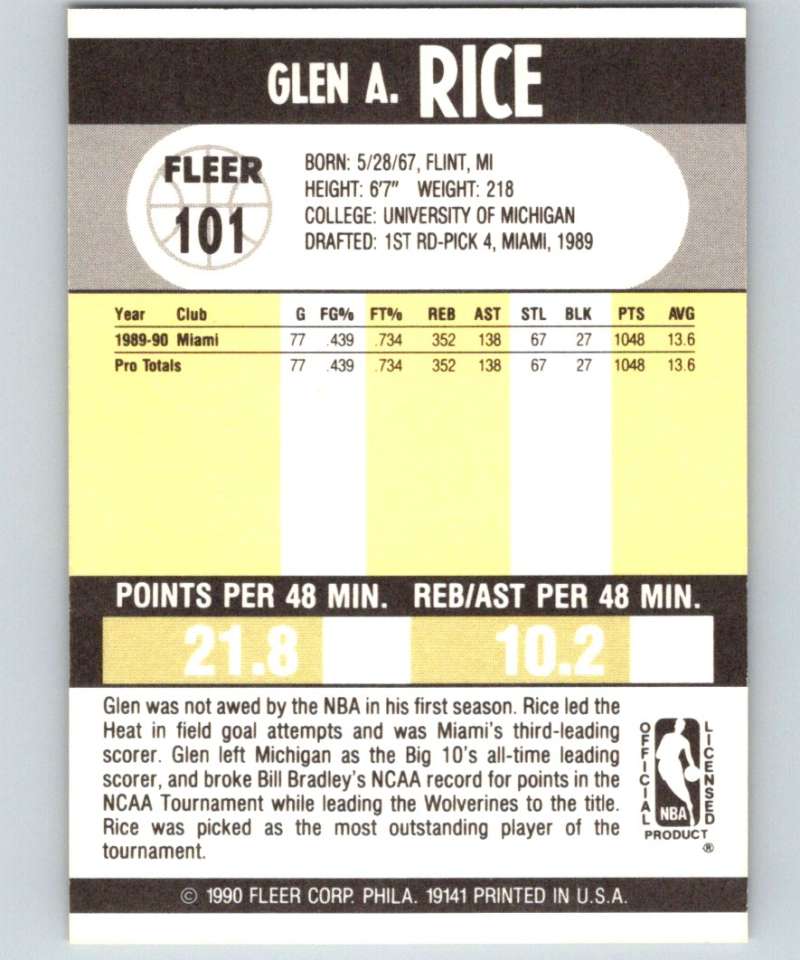 GLEN A. RICE
FLEER
101
BORN: 5/28/67, FLINT, MI
HEIGHT: 6'7" WEIGHT: 218
COLLEGE: UNIVERSITY OF MICHIGAN
DRAFTED: 1ST RD-PICK 4, MIAMI, 1989
Year Club G FG% FT% REB AST STL BLK PTS AVG
1989-90 Miami 77 .439 .734 352 138 67 27 1048 13.6
Pro Totals 77 .439 .734 352 138 67 27 1048 13.6
POINTS PER 48 MIN. REB/AST PER 48 MIN.
21.8 10.2
Glen was not awed by the NBA in his first season. Rice led the
Heat in field goal attempts and was Miami's third-leading
scorer. Glen left Michigan as the Big 10's all-time leading
scorer, and broke Bill Bradley's NCAA record for points in the
NCAA Tournament while leading the Wolverines to the title.
Rice was picked as the most outstanding player of the
tournament.
OFFICIAL
LICENSED
NBA
PRODUCT
®
© 1990 FLEER CORP. PHILA. 19141 PRINTED IN U.S.A.